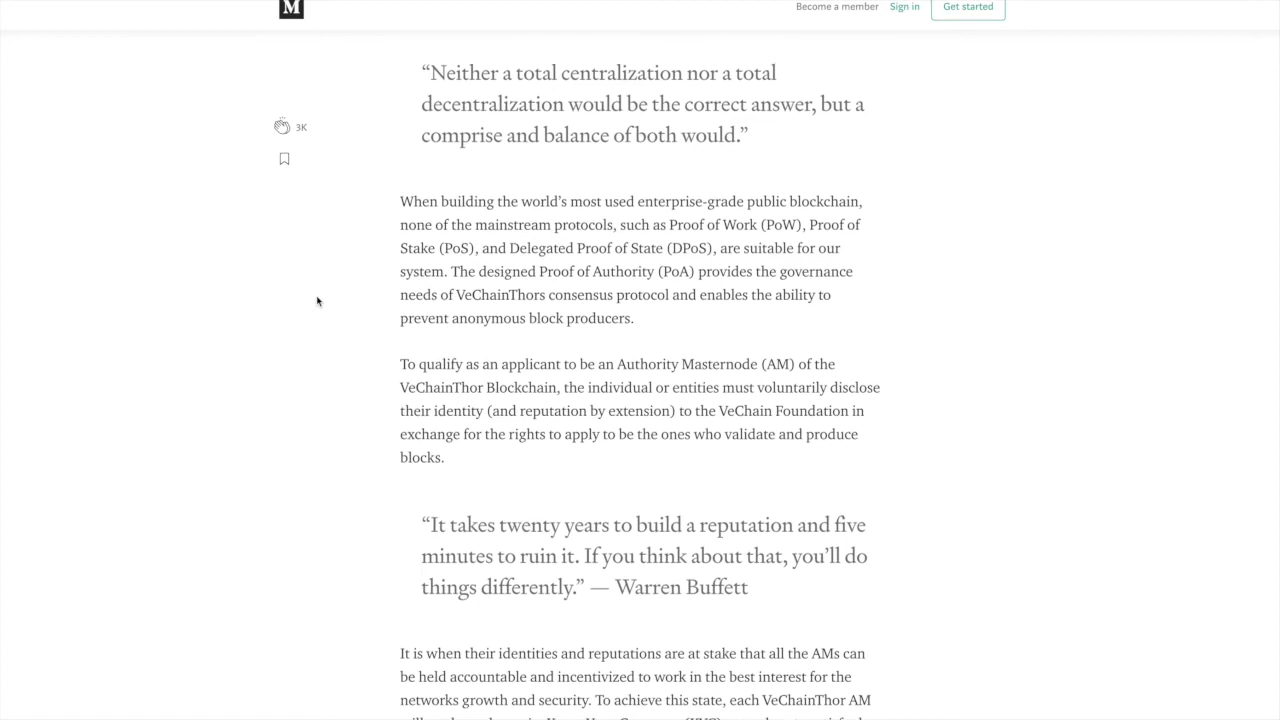 M
Become a member Sign in Get started
“Neither a total centralization nor a total
decentralization would be the correct answer, but a
comprise and balance of both would.”
3K
When building the world’s most used enterprise-grade public blockchain,
none of the mainstream protocols, such as Proof of Work (PoW), Proof of
Stake (PoS), and Delegated Proof of State (DPoS), are suitable for our
system. The designed Proof of Authority (PoA) provides the governance
needs of VeChainThors consensus protocol and enables the ability to
prevent anonymous block producers.
To qualify as an applicant to be an Authority Masternode (AM) of the
VeChainThor Blockchain, the individual or entities must voluntarily disclose
their identity (and reputation by extension) to the VeChain Foundation in
exchange for the rights to apply to be the ones who validate and produce
blocks.
“It takes twenty years to build a reputation and five
minutes to ruin it. If you think about that, you’ll do
things differently.” — Warren Buffett
It is when their identities and reputations are at stake that all the AMs can
be held accountable and incentivized to work in the best interest for the
networks growth and security. To achieve this state, each VeChainThor AM